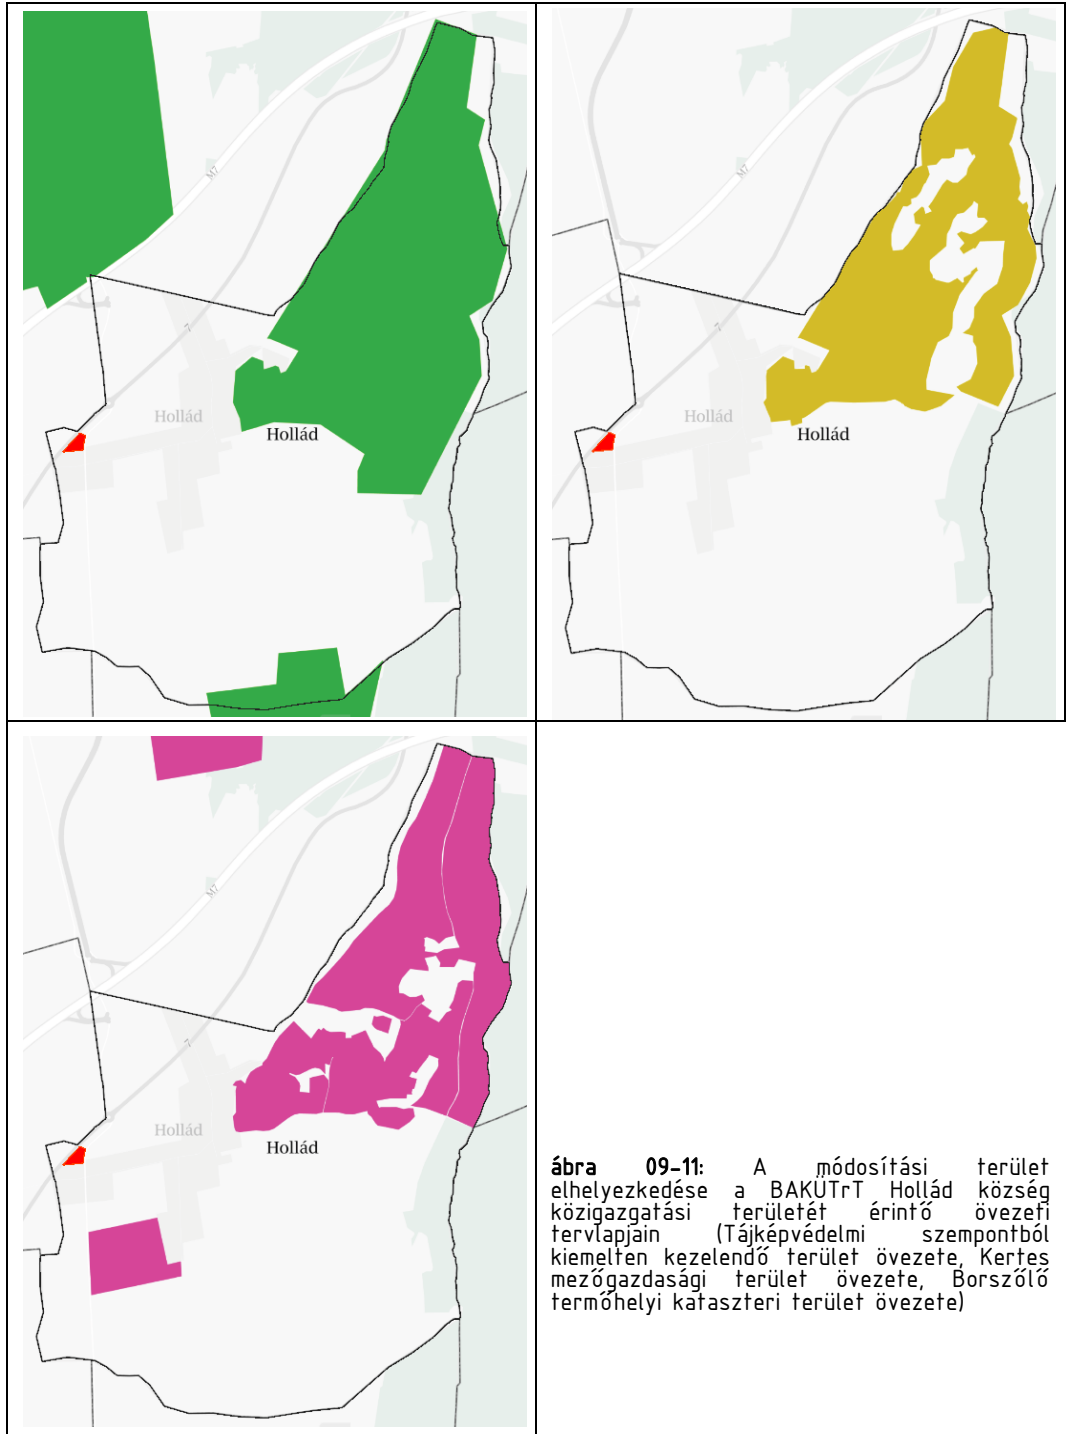 M7
7
Hollád
Hollád
M7
7
Hollád
Hollád
M7
7
Hollád
Hollád
ábra 09-11: A módosítási terület
elhelyezkedése a BAKÜTrT Hollád község
közigazgatási területét érintő övezeti
tervlapjain (Tájképvédelmi szempontból
kiemelten kezelendő terület övezete, Kertes
mezőgazdasági terület övezete, Borszőlő
termőhelyi kataszteri terület övezete)